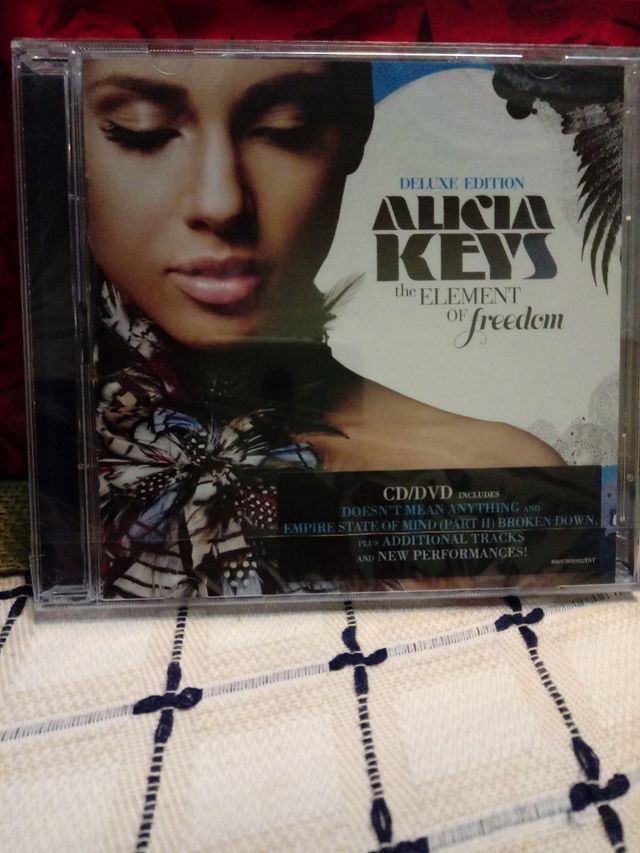 DELUXE EDITION
ALICIA
KEYS
the ELEMENT
OF freedom
CD/DVD INCLUDES
DOESN'T MEAN ANYTHING AND
EMPIRE STATE OF MIND (PART II) BROKEN DOWN,
PLUS ADDITIONAL TRACKS
AND NEW PERFORMANCES!